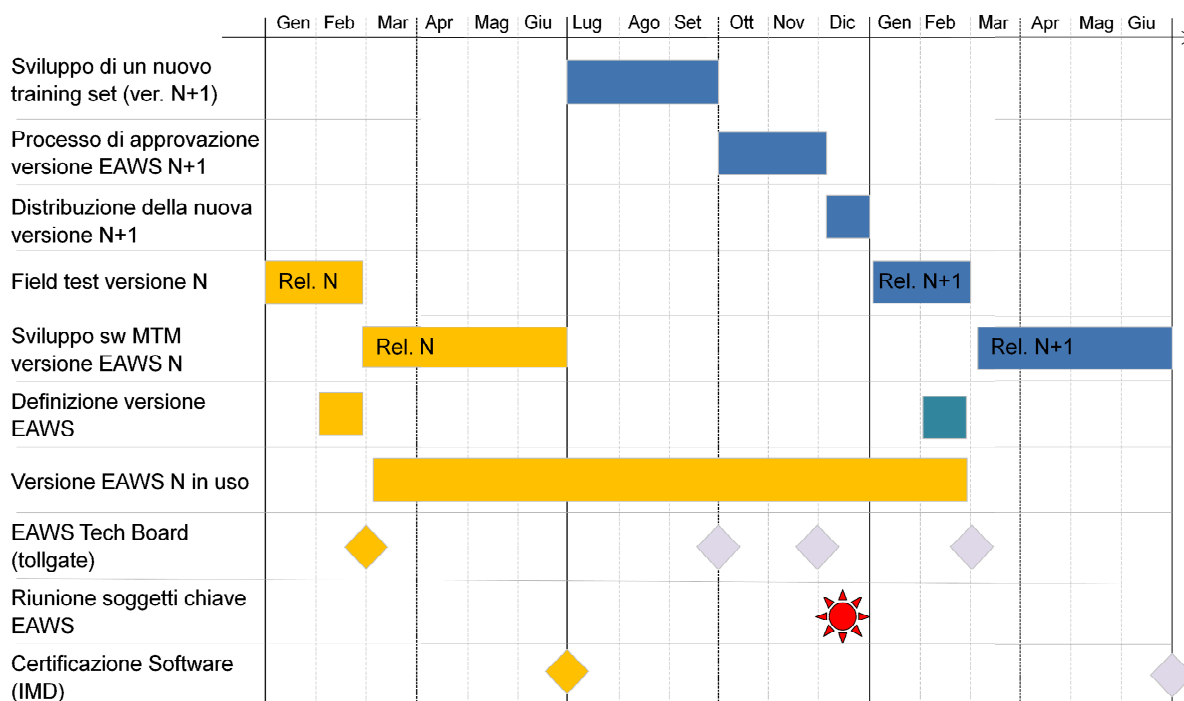 Gen Feb Mar Apr Mag Giu Lug Ago Set Ott Nov Dic Gen Feb Mar Apr Mag Giu
Sviluppo di un nuovo
training set (ver. N+1)
Processo di approvazione
versione EAWS N+1
Distribuzione della nuova
versione N+1
Field test versione N
Rel. N
Rel. N+1
Sviluppo sw MTM
versione EAWS N
Rel. N
Rel. N+1
Definizione versione
EAWS
Versione EAWS N in uso
EAWS Tech Board
(tollgate)
Riunione soggetti chiave
EAWS
Certificazione Software
(IMD)